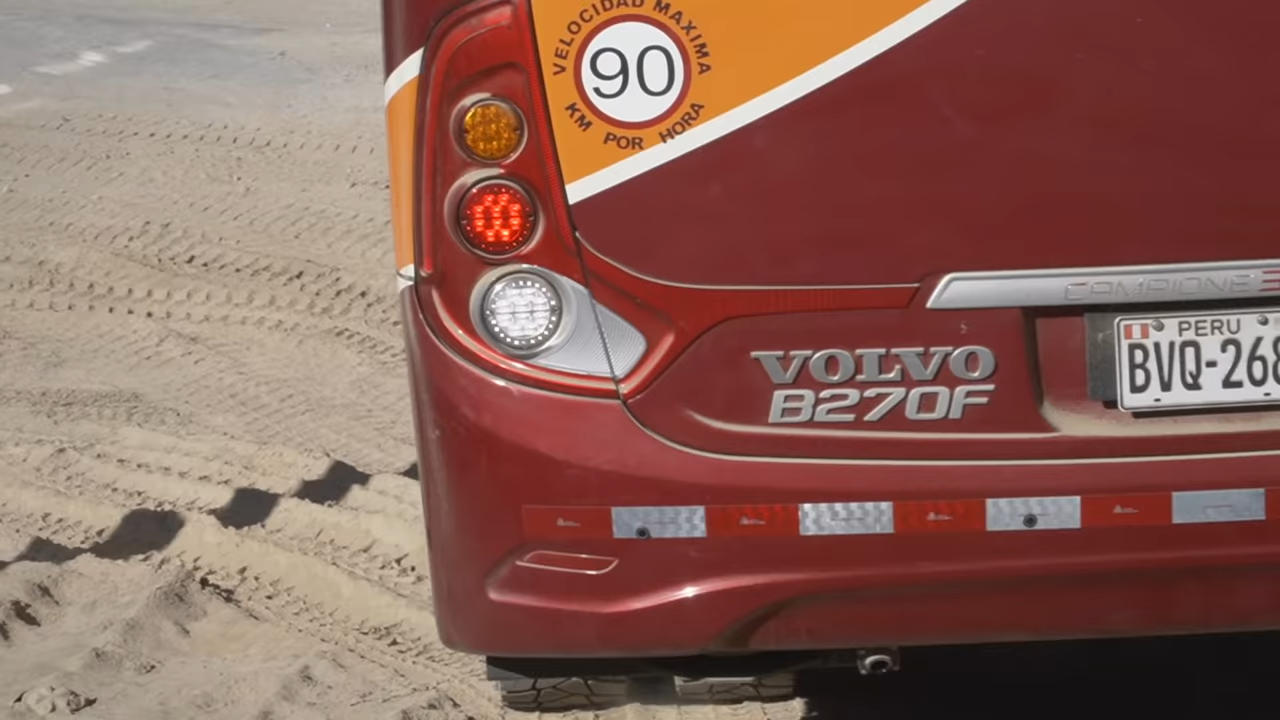 VELOCIDAD MAXIMA
90
KM POR HORA
CAMPIONE
VOLVO
B270F
PERU
BVQ-268